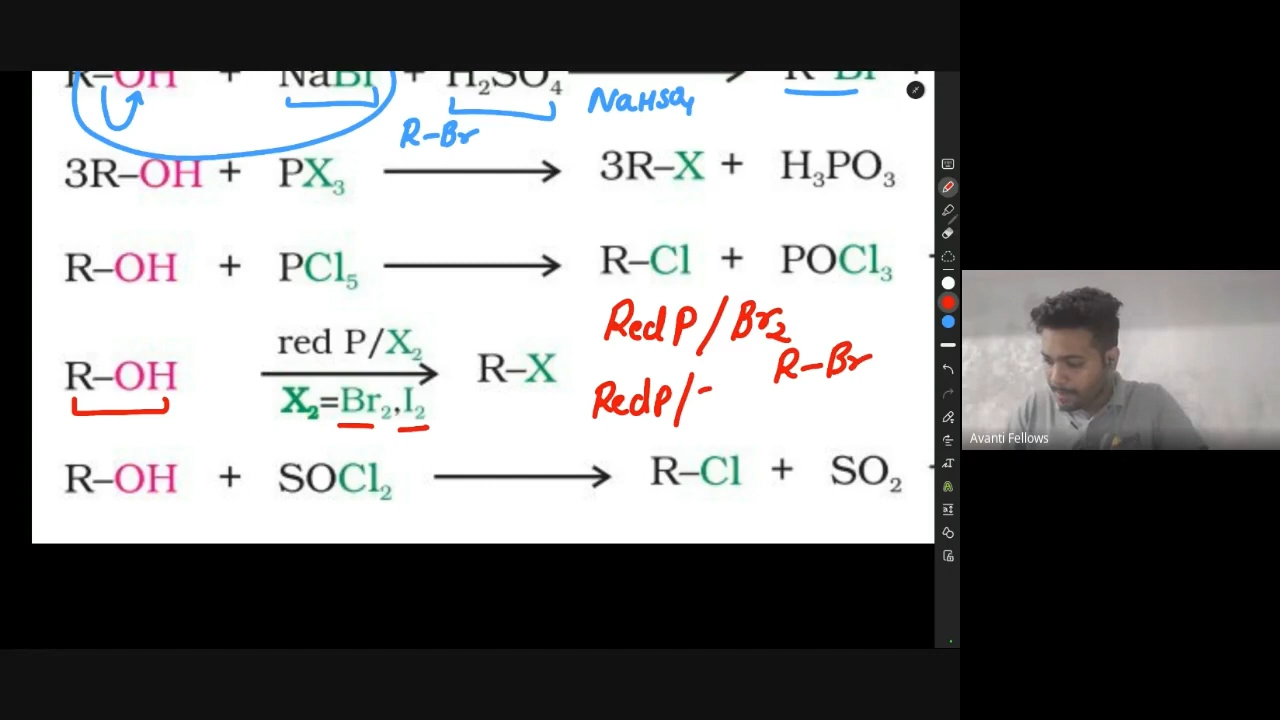 R–OH + NaBr + H₂SO₄ → R–Br +
NaHSO₄
R-Br
3R–OH + PX₃ → 3R–X + H₃PO₃
R–OH + PCl₅ → R–Cl + POCl₃
Red P / Br₂
R-Br
R–OH red P/X₂ → R–X
X₂=Br₂,I₂
Red P/
R–OH + SOCl₂ → R–Cl + SO₂
Avanti Fellows